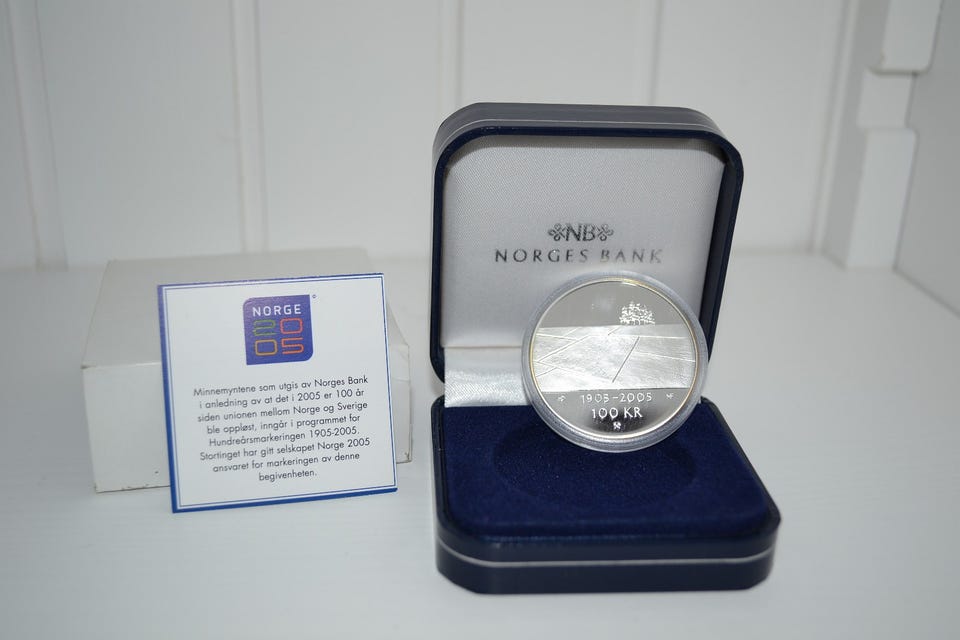 NORGE
20
05
Minnemyntene som utgis av Norges Bank
i anledning av at det i 2005 er 100 år
siden unionen mellom Norge og Sverige
ble oppløst, inngår i programmet for
Hundreårsmarkeringen 1905-2005.
Stortinget har gitt selskapet Norge 2005
ansvaret for markeringen av denne
begivenheten.
NB
NORGES BANK
1905-2005
100 KR